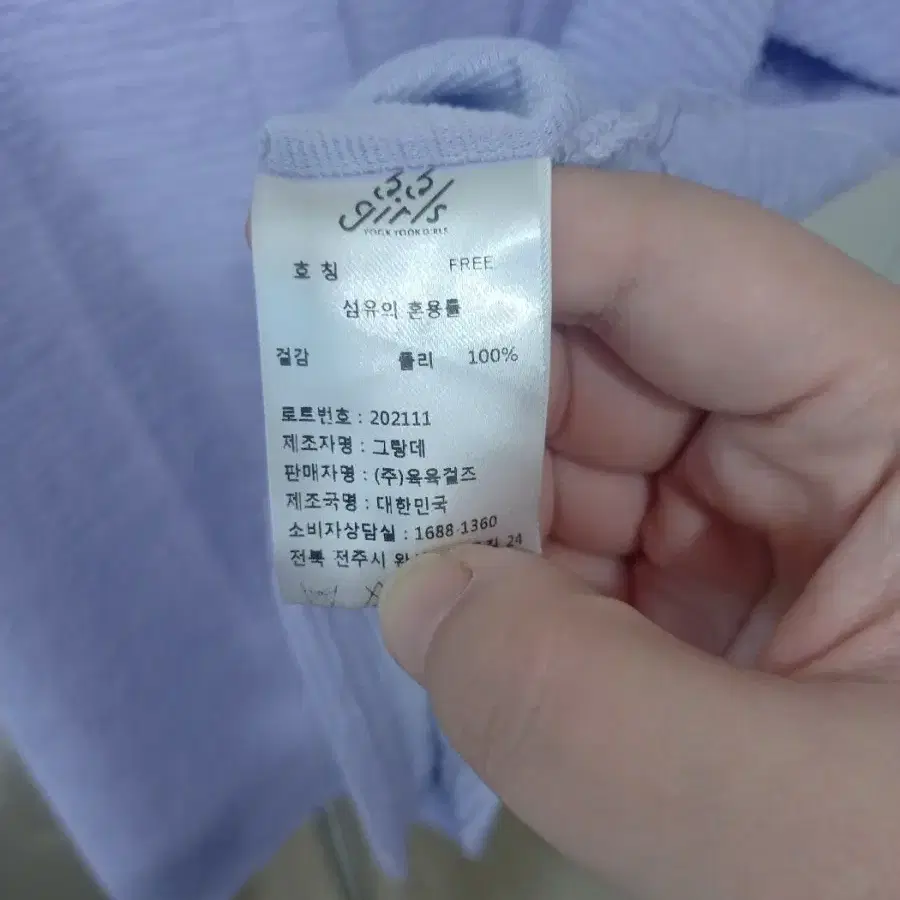 66 girls
YOOK YOOK GIRLS
호 칭 FREE
섬유의 혼용률
겉감 폴리 100%
로트번호 : 202111
제조자명 : 그랑데
판매자명 : (주)육육걸즈
제조국명 : 대한민국
소비자상담실 : 1688-1360
전북 전주시 완 24